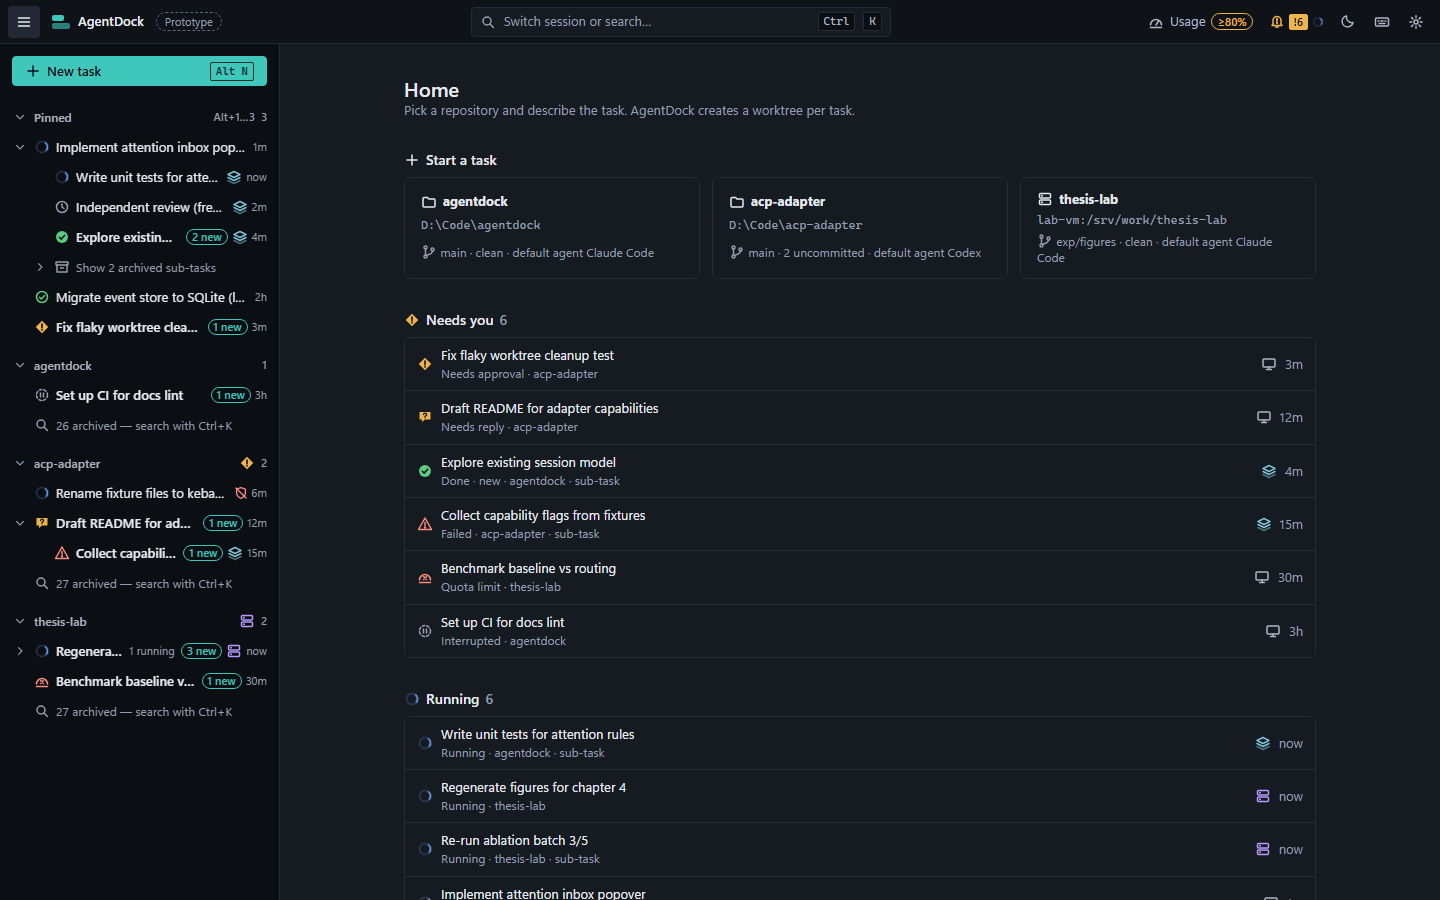 AgentDock
Prototype
Switch session or search...
Ctrl K
Usage ≥80%
!6
New task
Alt N
Pinned
Alt+1...3 3
Implement attention inbox pop... 1m
Write unit tests for atte... now
Independent review (fre... 2m
Explore existin... 2 new 4m
Show 2 archived sub-tasks
Migrate event store to SQLite (l... 2h
Fix flaky worktree clea... 1 new 3m
agentdock 1
Set up CI for docs lint 1 new 3h
26 archived — search with Ctrl+K
acp-adapter 2
Rename fixture files to keba... 6m
Draft README for ad... 1 new 12m
Collect capabili... 1 new 15m
27 archived — search with Ctrl+K
thesis-lab 2
Regenera... 1 running 3 new now
Benchmark baseline v... 1 new 30m
27 archived — search with Ctrl+K
Home
Pick a repository and describe the task. AgentDock creates a worktree per task.
Start a task
agentdock
D:\Code\agentdock
main · clean · default agent Claude Code
acp-adapter
D:\Code\acp-adapter
main · 2 uncommitted · default agent Codex
thesis-lab
lab-vm:/srv/work/thesis-lab
exp/figures · clean · default agent Claude
Code
Needs you 6
Fix flaky worktree cleanup test
Needs approval · acp-adapter
3m
Draft README for adapter capabilities
Needs reply · acp-adapter
12m
Explore existing session model
Done · new · agentdock · sub-task
4m
Collect capability flags from fixtures
Failed · acp-adapter · sub-task
15m
Benchmark baseline vs routing
Quota limit · thesis-lab
30m
Set up CI for docs lint
Interrupted · agentdock
3h
Running 6
Write unit tests for attention rules
Running · agentdock · sub-task
now
Regenerate figures for chapter 4
Running · thesis-lab
now
Re-run ablation batch 3/5
Running · thesis-lab · sub-task
now
Implement attention inbox popover